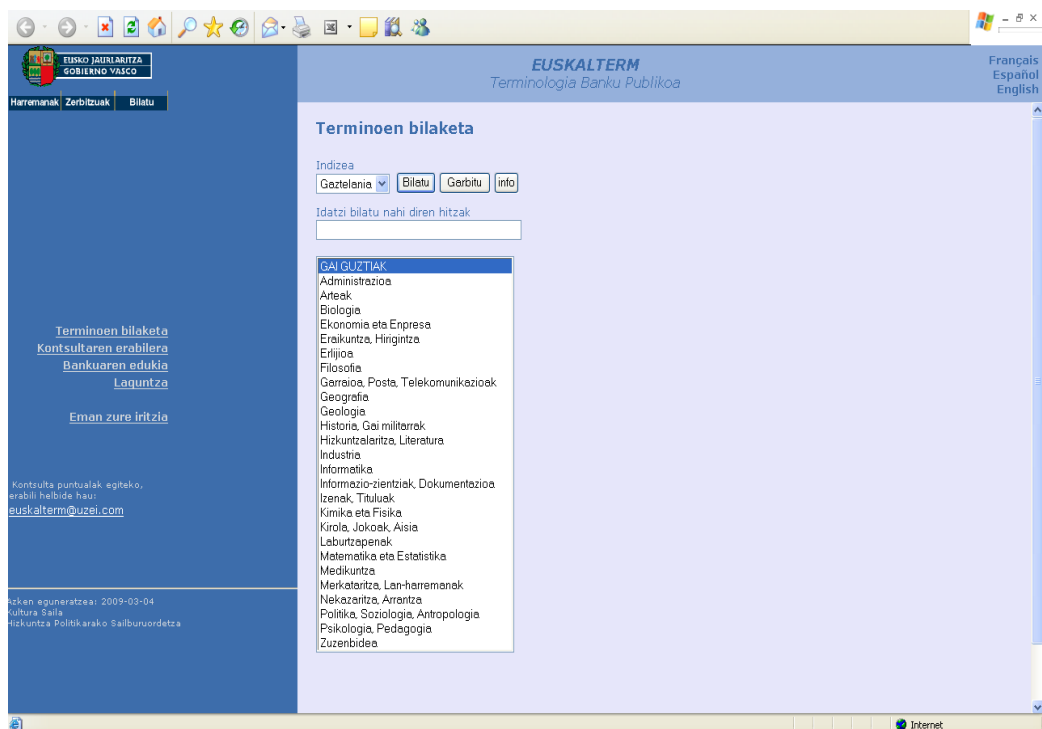 EUSKO JAURLARITZA
GOBIERNO VASCO
Harremanak Zerbitzuak Bilatu
EUSKALTERM
Terminologia Banku Publikoa
Français
Español
English
Terminoen bilaketa
Indizea
Gaztelania Bilatu Garbitu info
Idatzi bilatu nahi diren hitzak
GAI GUZTIAK
Administrazioa
Arteak
Biologia
Ekonomia eta Enpresa
Eraikuntza, Hirigintza
Erlijioa
Filosofia
Garraioa, Posta, Telekomunikazioak
Geografia
Geologia
Historia, Gai militarrak
Hizkuntzalaritza, Literatura
Industria
Informatika
Informazio-zientziak, Dokumentazioa
Izenak, Tituluak
Kimika eta Fisika
Kirola, Jokoak, Aisia
Laburtzapenak
Matematika eta Estatistika
Medikuntza
Merkataritza, Lan-harremanak
Nekazaritza, Arrantza
Politika, Soziologia, Antropologia
Psikologia, Pedagogia
Zuzenbidea
Terminoen bilaketa
Kontsultaren erabilera
Bankuaren edukia
Laguntza
Eman zure iritzia
Kontsulta puntualak egiteko,
erabili helbide hau:
euskalterm@uzei.com
Azken eguneratzea: 2009-03-04
Kultura Saila
Hizkuntza Politikarako Sailburuordetza
Internet